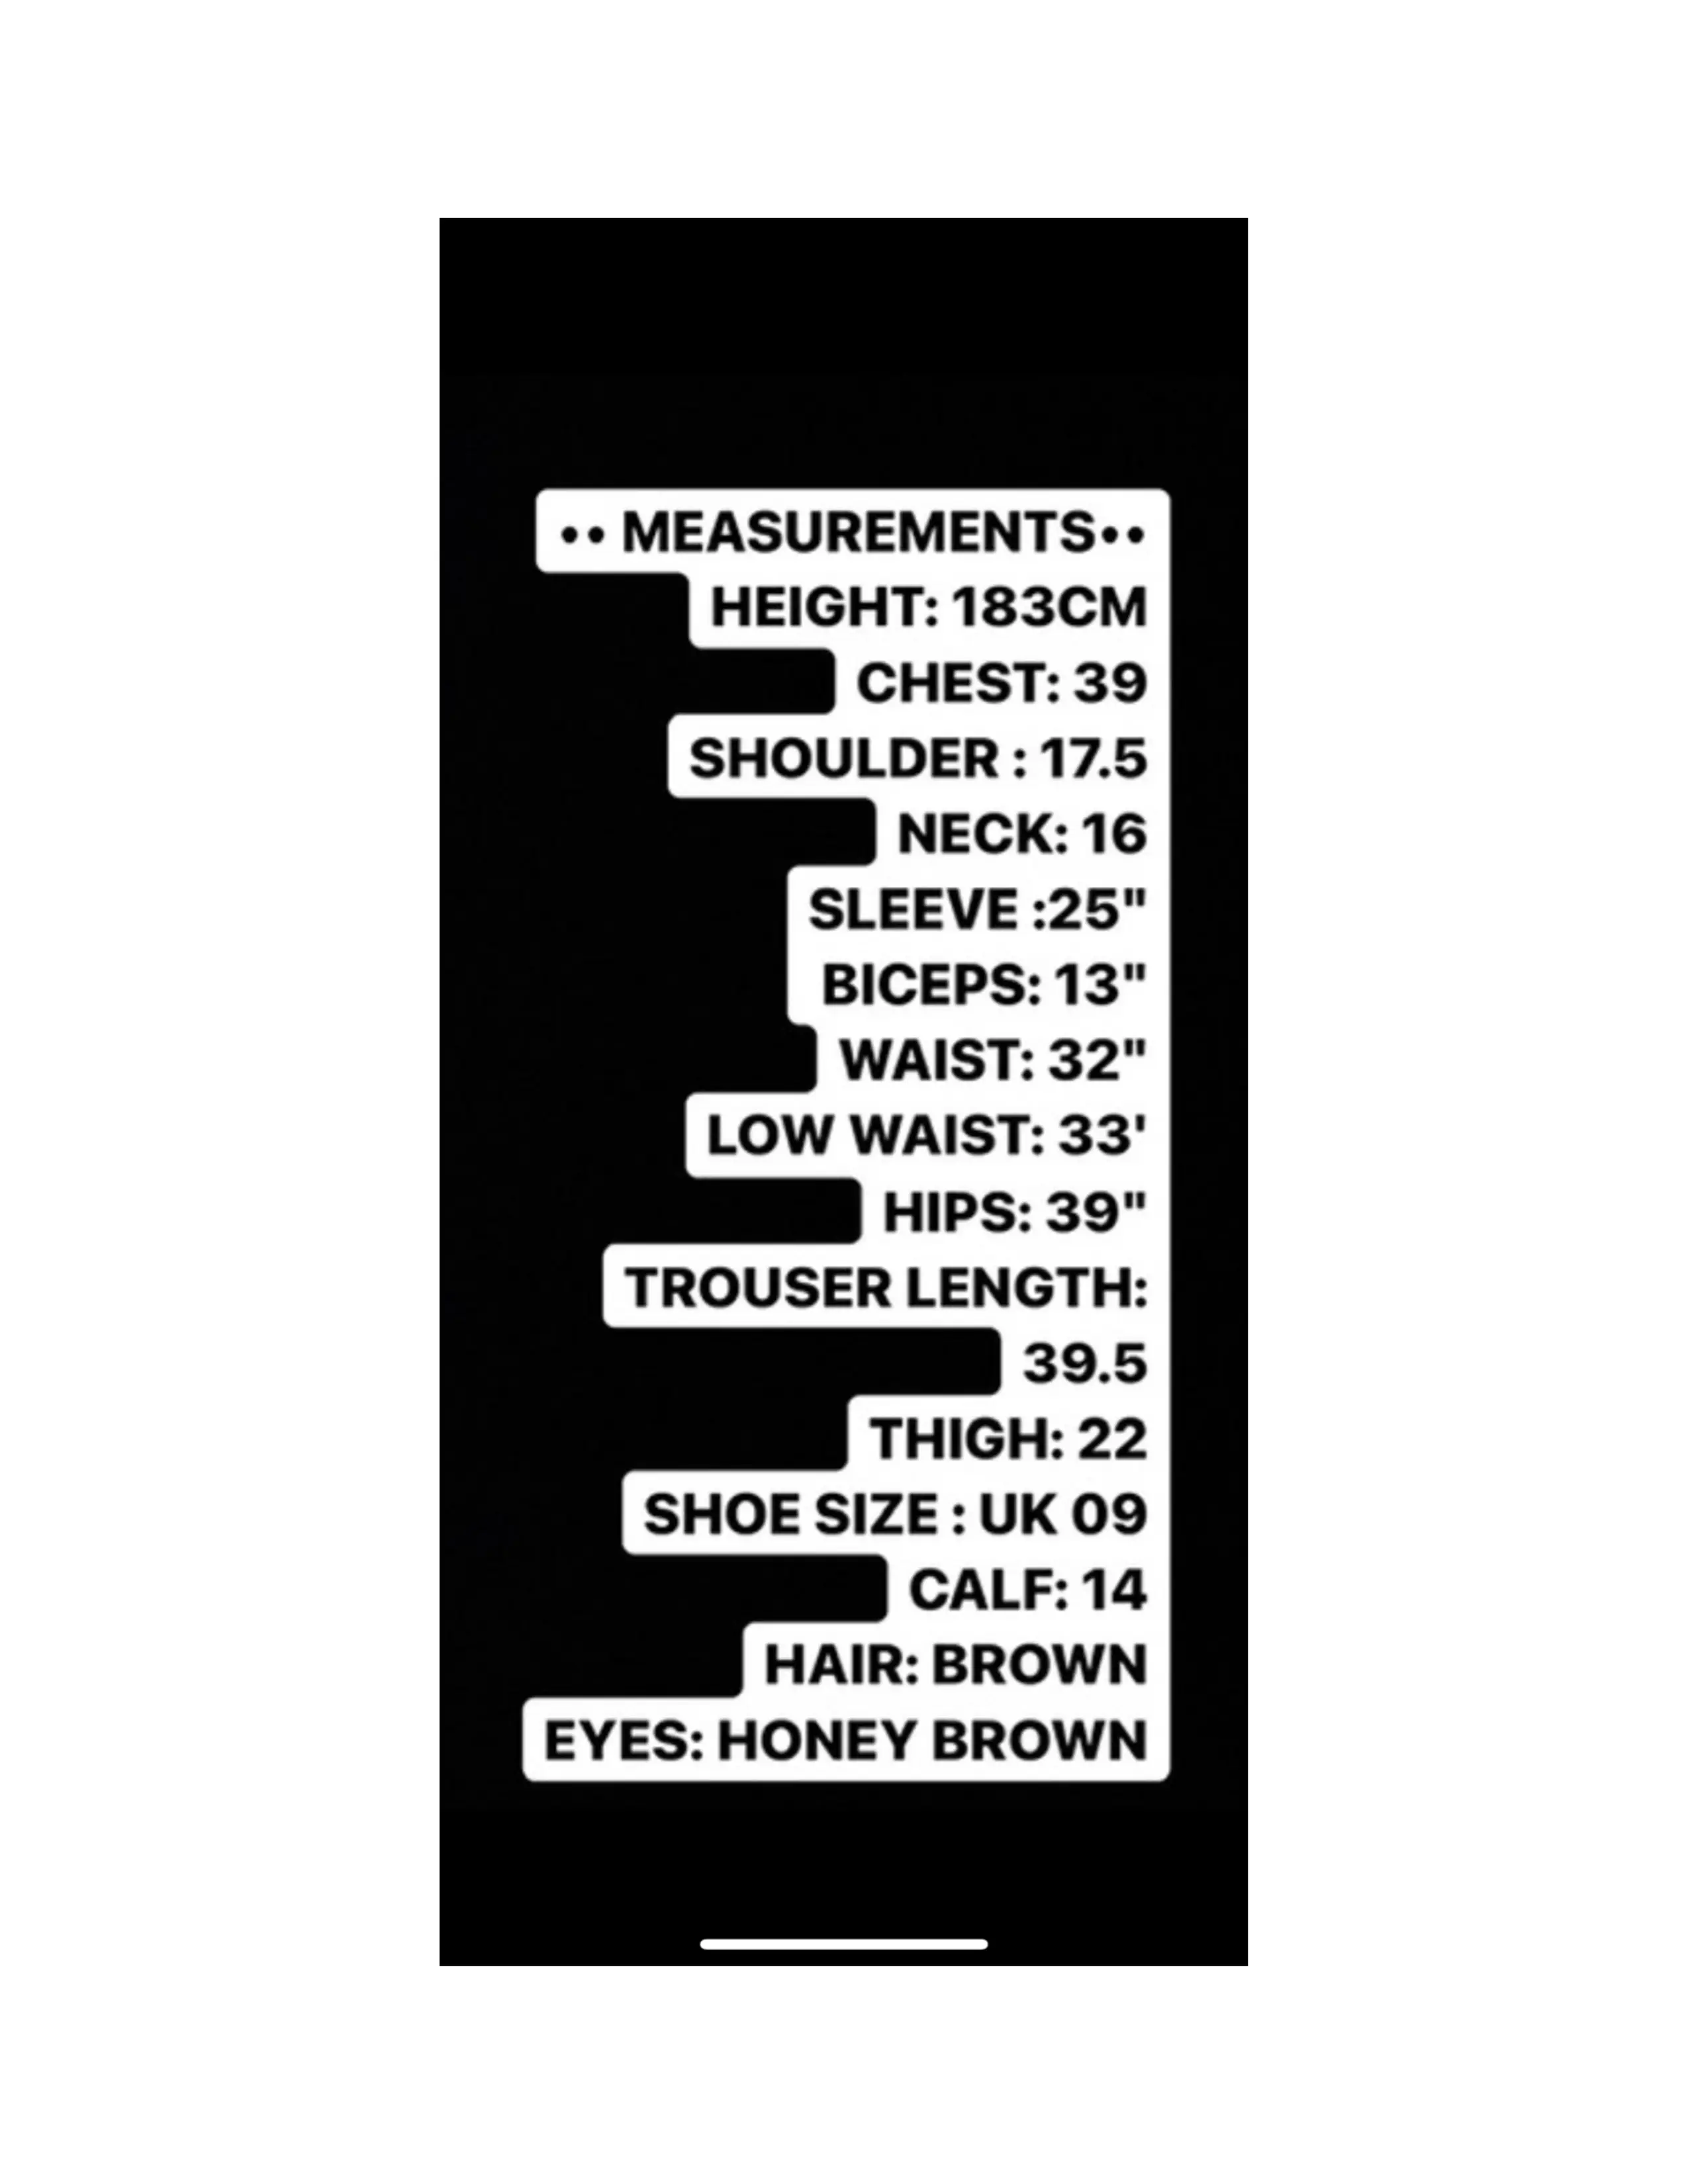 •• MEASUREMENTS••
HEIGHT: 183CM
CHEST: 39
SHOULDER : 17.5
NECK: 16
SLEEVE :25"
BICEPS: 13"
WAIST: 32"
LOW WAIST: 33'
HIPS: 39"
TROUSER LENGTH:
39.5
THIGH: 22
SHOE SIZE : UK 09
CALF: 14
HAIR: BROWN
EYES: HONEY BROWN